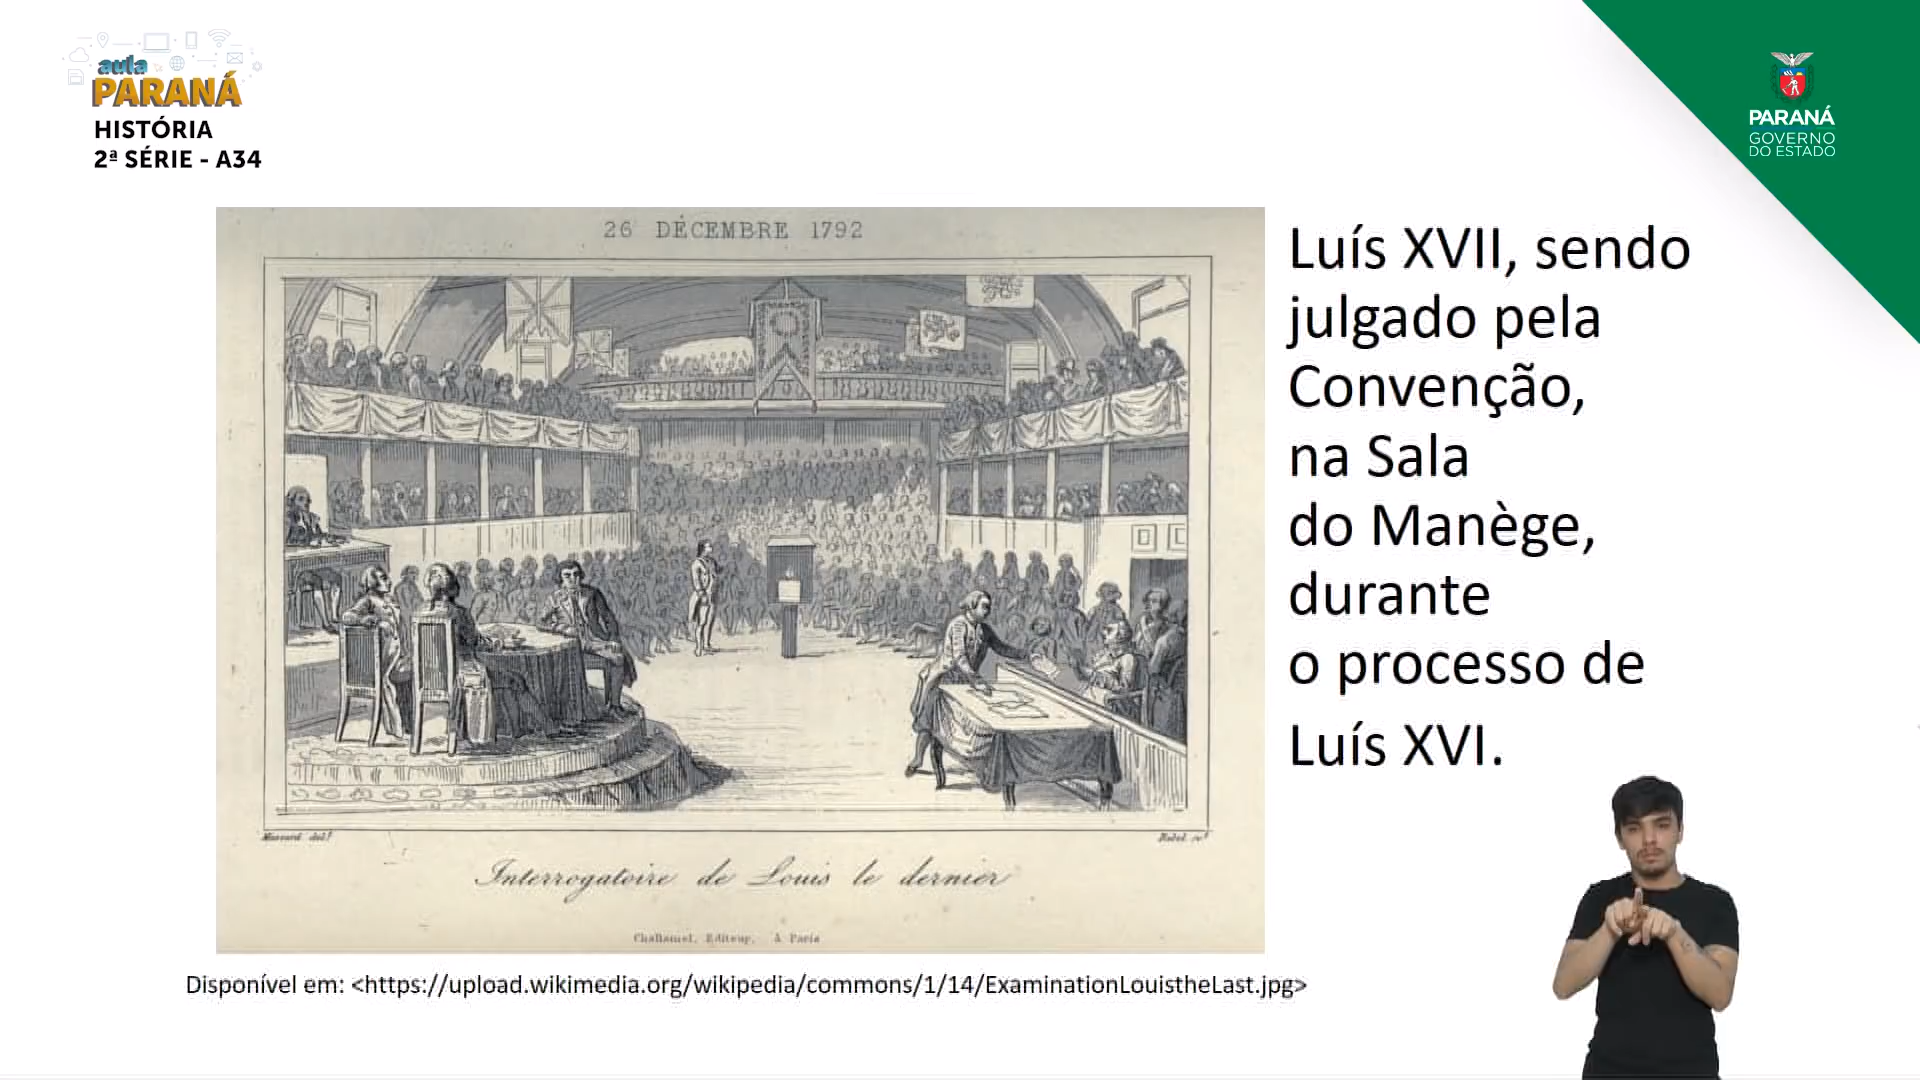 aula
PARANÁ
HISTÓRIA
2ª SÉRIE - A34
PARANÁ
GOVERNO
DO ESTADO
26 DÉCEMBRE 1792
Luís XVII, sendo
julgado pela
Convenção,
na Sala
do Manège,
durante
o processo de
Luís XVI.
Interrogatoire de Louis le dernier
Challamel, Editeur, À Paris
Disponível em: <https://upload.wikimedia.org/wikipedia/commons/1/14/ExaminationLouistheLast.jpg>